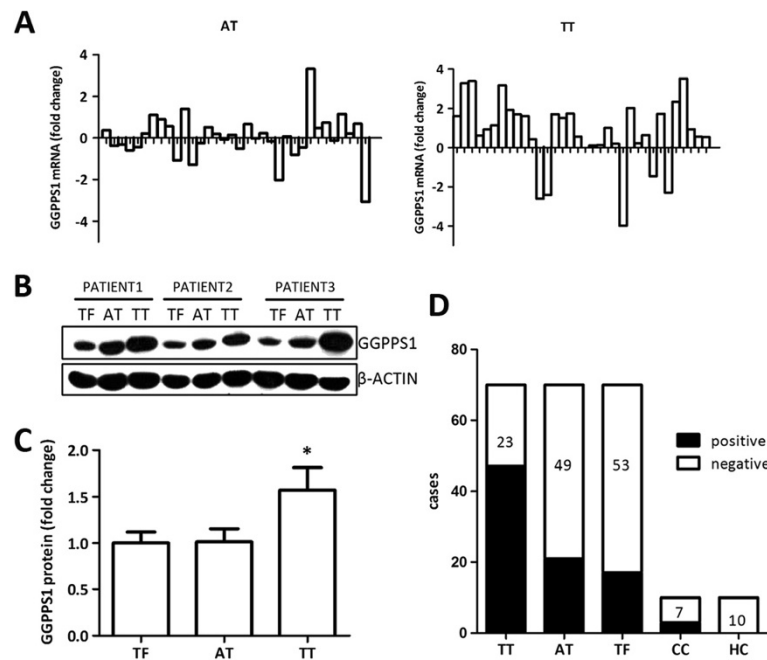 A
AT
TT
GGPPS1 mRNA (fold change)
4
2
0
-2
-4
GGPPS1 mRNA (fold change)
4
2
0
-2
-4
B
PATIENT1 PATIENT2 PATIENT3
TF AT TT TF AT TT TF AT TT
GGPPS1
β-ACTIN
C
GGPPS1 protein (fold change)
2.0
1.5
1.0
0.5
0.0
*
TF AT TT
D
cases
80
60
40
20
0
23
49
53
7
10
positive
negative
TT AT TF CC HC